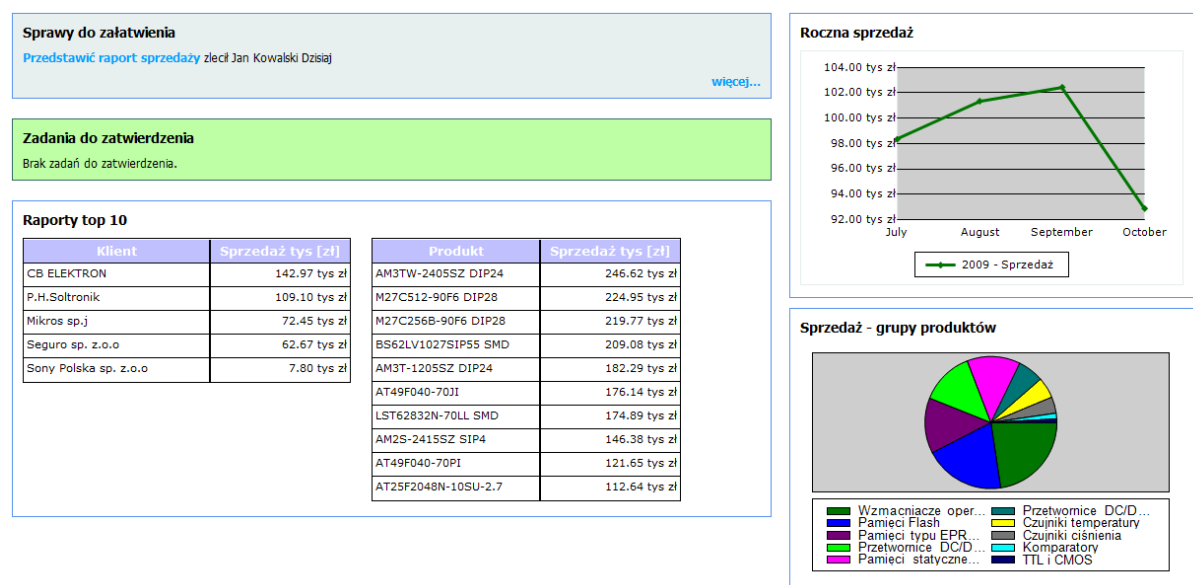 Sprawy do załatwienia
Przedstawić raport sprzedaży zlecił Jan Kowalski Dzisiaj
więcej...
Zadania do zatwierdzenia
Brak zadań do zatwierdzenia.
Raporty top 10
Klient Sprzedaż tys [zł]
CB ELEKTRON 142.97 tys zł
P.H.Soltronik 109.10 tys zł
Mikros sp.j 72.45 tys zł
Seguro sp. z.o.o 62.67 tys zł
Sony Polska sp. z.o.o 7.80 tys zł
Produkt Sprzedaż tys [zł]
AM3TW-2405SZ DIP24 246.62 tys zł
M27C512-90F6 DIP28 224.95 tys zł
M27C256B-90F6 DIP28 219.77 tys zł
BS62LV1027SIP55 SMD 209.08 tys zł
AM3T-1205SZ DIP24 182.29 tys zł
AT49F040-70JI 176.14 tys zł
LST62832N-70LL SMD 174.89 tys zł
AM2S-2415SZ SIP4 146.38 tys zł
AT49F040-70PI 121.65 tys zł
AT25F2048N-10SU-2.7 112.64 tys zł
Roczna sprzedaż
104.00 tys zł
102.00 tys zł
100.00 tys zł
98.00 tys zł
96.00 tys zł
94.00 tys zł
92.00 tys zł
July August September October
2009 - Sprzedaż
Sprzedaż - grupy produktów
Wzmacniacze oper... Przetwornice DC/D...
Pamięci Flash Czujniki temperatury
Pamięci typu EPR... Czujniki ciśnienia
Przetwornice DC/D... Komparatory
Pamięci statyczne... TTL i CMOS